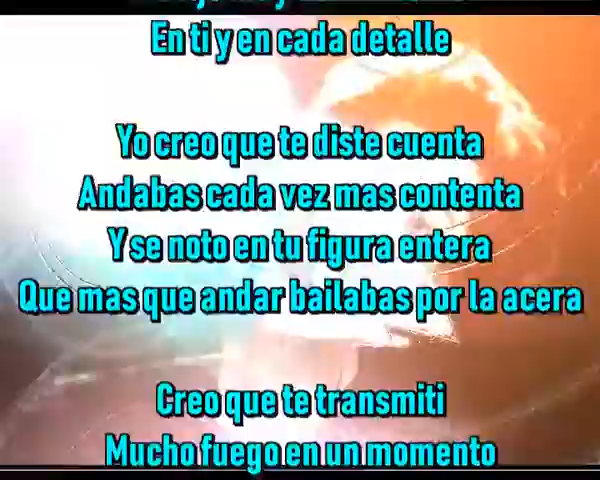 En ti y en cada detalle
Yo creo que te diste cuenta
Andabas cada vez mas contenta
Y se noto en tu figura entera
Que mas que andar bailabas por la acera
Creo que te transmiti
Mucho fuego en un momento